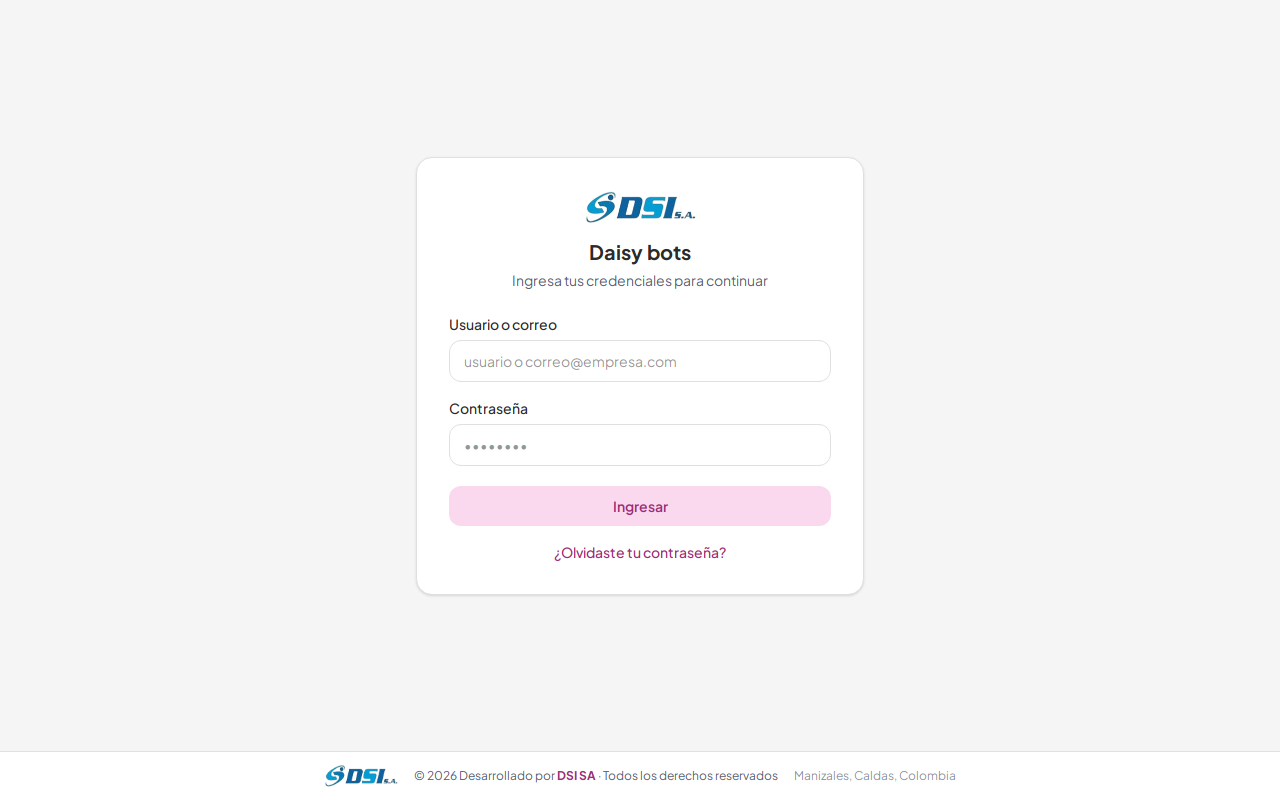 DSI S.A.
Daisy bots
Ingresa tus credenciales para continuar
Usuario o correo
usuario o correo@empresa.com
Contraseña
••••••••
Ingresar
¿Olvidaste tu contraseña?
DSI S.A. © 2026 Desarrollado por DSI SA · Todos los derechos reservados Manizales, Caldas, Colombia